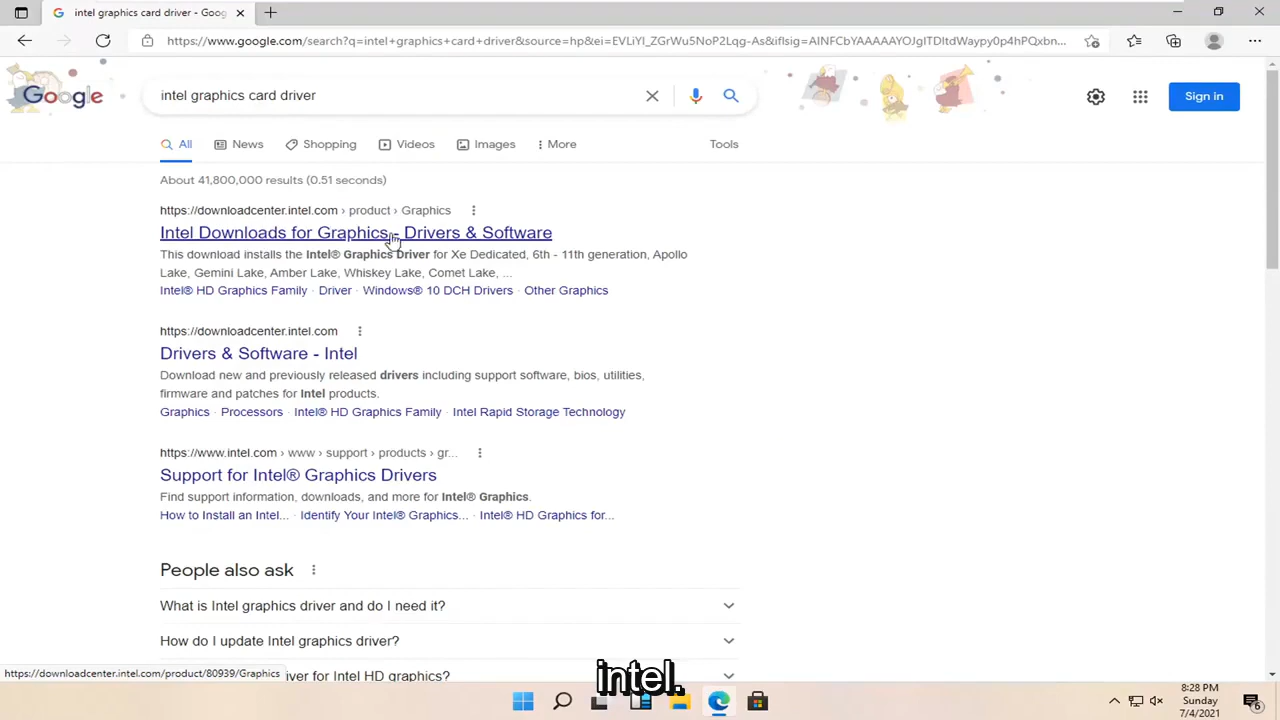 intel graphics card driver - Goog
https://www.google.com/search?q=intel+graphics+card+driver&source=hp&ei=EVLiYI_ZGrWu5NoP2Lqg-As&iflsig=AINFCbYAAAAAYOJgITDItdWaypy0p4hPQxbn...
Google
intel graphics card driver
Sign in
All
News
Shopping
Videos
Images
More
Tools
About 41,800,000 results (0.51 seconds)
https://downloadcenter.intel.com › product › Graphics
Intel Downloads for Graphics - Drivers & Software
This download installs the Intel® Graphics Driver for Xe Dedicated, 6th - 11th generation, Apollo
Lake, Gemini Lake, Amber Lake, Whiskey Lake, Comet Lake, ...
Intel® HD Graphics Family · Driver · Windows® 10 DCH Drivers · Other Graphics
https://downloadcenter.intel.com
Drivers & Software - Intel
Download new and previously released drivers including support software, bios, utilities,
firmware and patches for Intel products.
Graphics · Processors · Intel® HD Graphics Family · Intel Rapid Storage Technology
https://www.intel.com › www › support › products › gr...
Support for Intel® Graphics Drivers
Find support information, downloads, and more for Intel® Graphics.
How to Install an Intel... · Identify Your Intel® Graphics... · Intel® HD Graphics for...
People also ask
What is Intel graphics driver and do I need it?
How do I update Intel graphics driver?
iver for Intel HD graphics?
https://downloadcenter.intel.com/product/80939/Graphics
intel.
8:28 PM
Sunday
7/4/2021
6